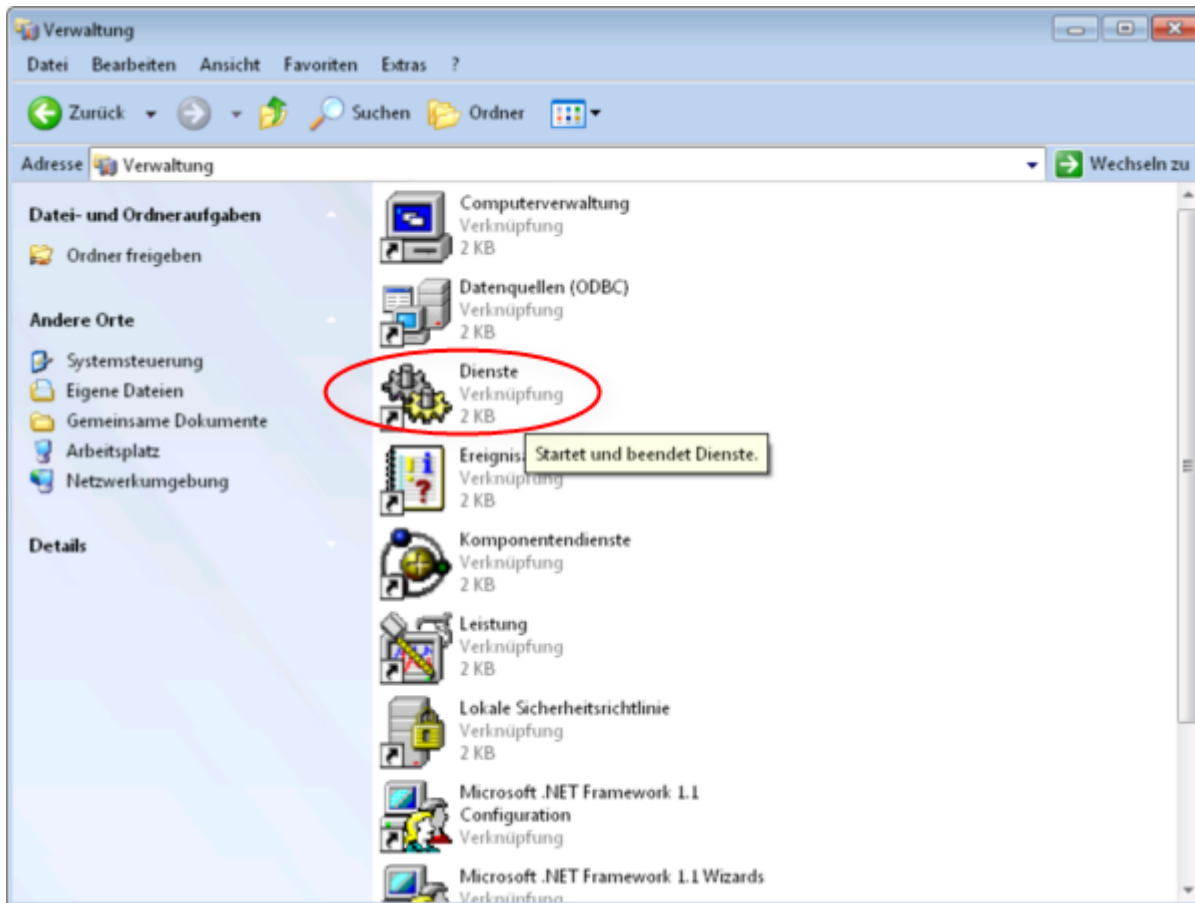 Verwaltung
Datei Bearbeiten Ansicht Favoriten Extras ?
Zurück Suchen Ordner
Adresse Verwaltung Wechseln zu
Datei- und Ordneraufgaben
Ordner freigeben
Andere Orte
Systemsteuerung
Eigene Dateien
Gemeinsame Dokumente
Arbeitsplatz
Netzwerkumgebung
Details
Computerverwaltung
Verknüpfung
2 KB
Datenquellen (ODBC)
Verknüpfung
2 KB
Dienste
Verknüpfung
2 KB
Startet und beendet Dienste.
Verknüpfung
2 KB
Komponentendienste
Verknüpfung
2 KB
Leistung
Verknüpfung
2 KB
Lokale Sicherheitsrichtlinie
Verknüpfung
2 KB
Microsoft .NET Framework 1.1
Configuration
Verknüpfung
Microsoft .NET Framework 1.1 Wizards
Verknüpfung